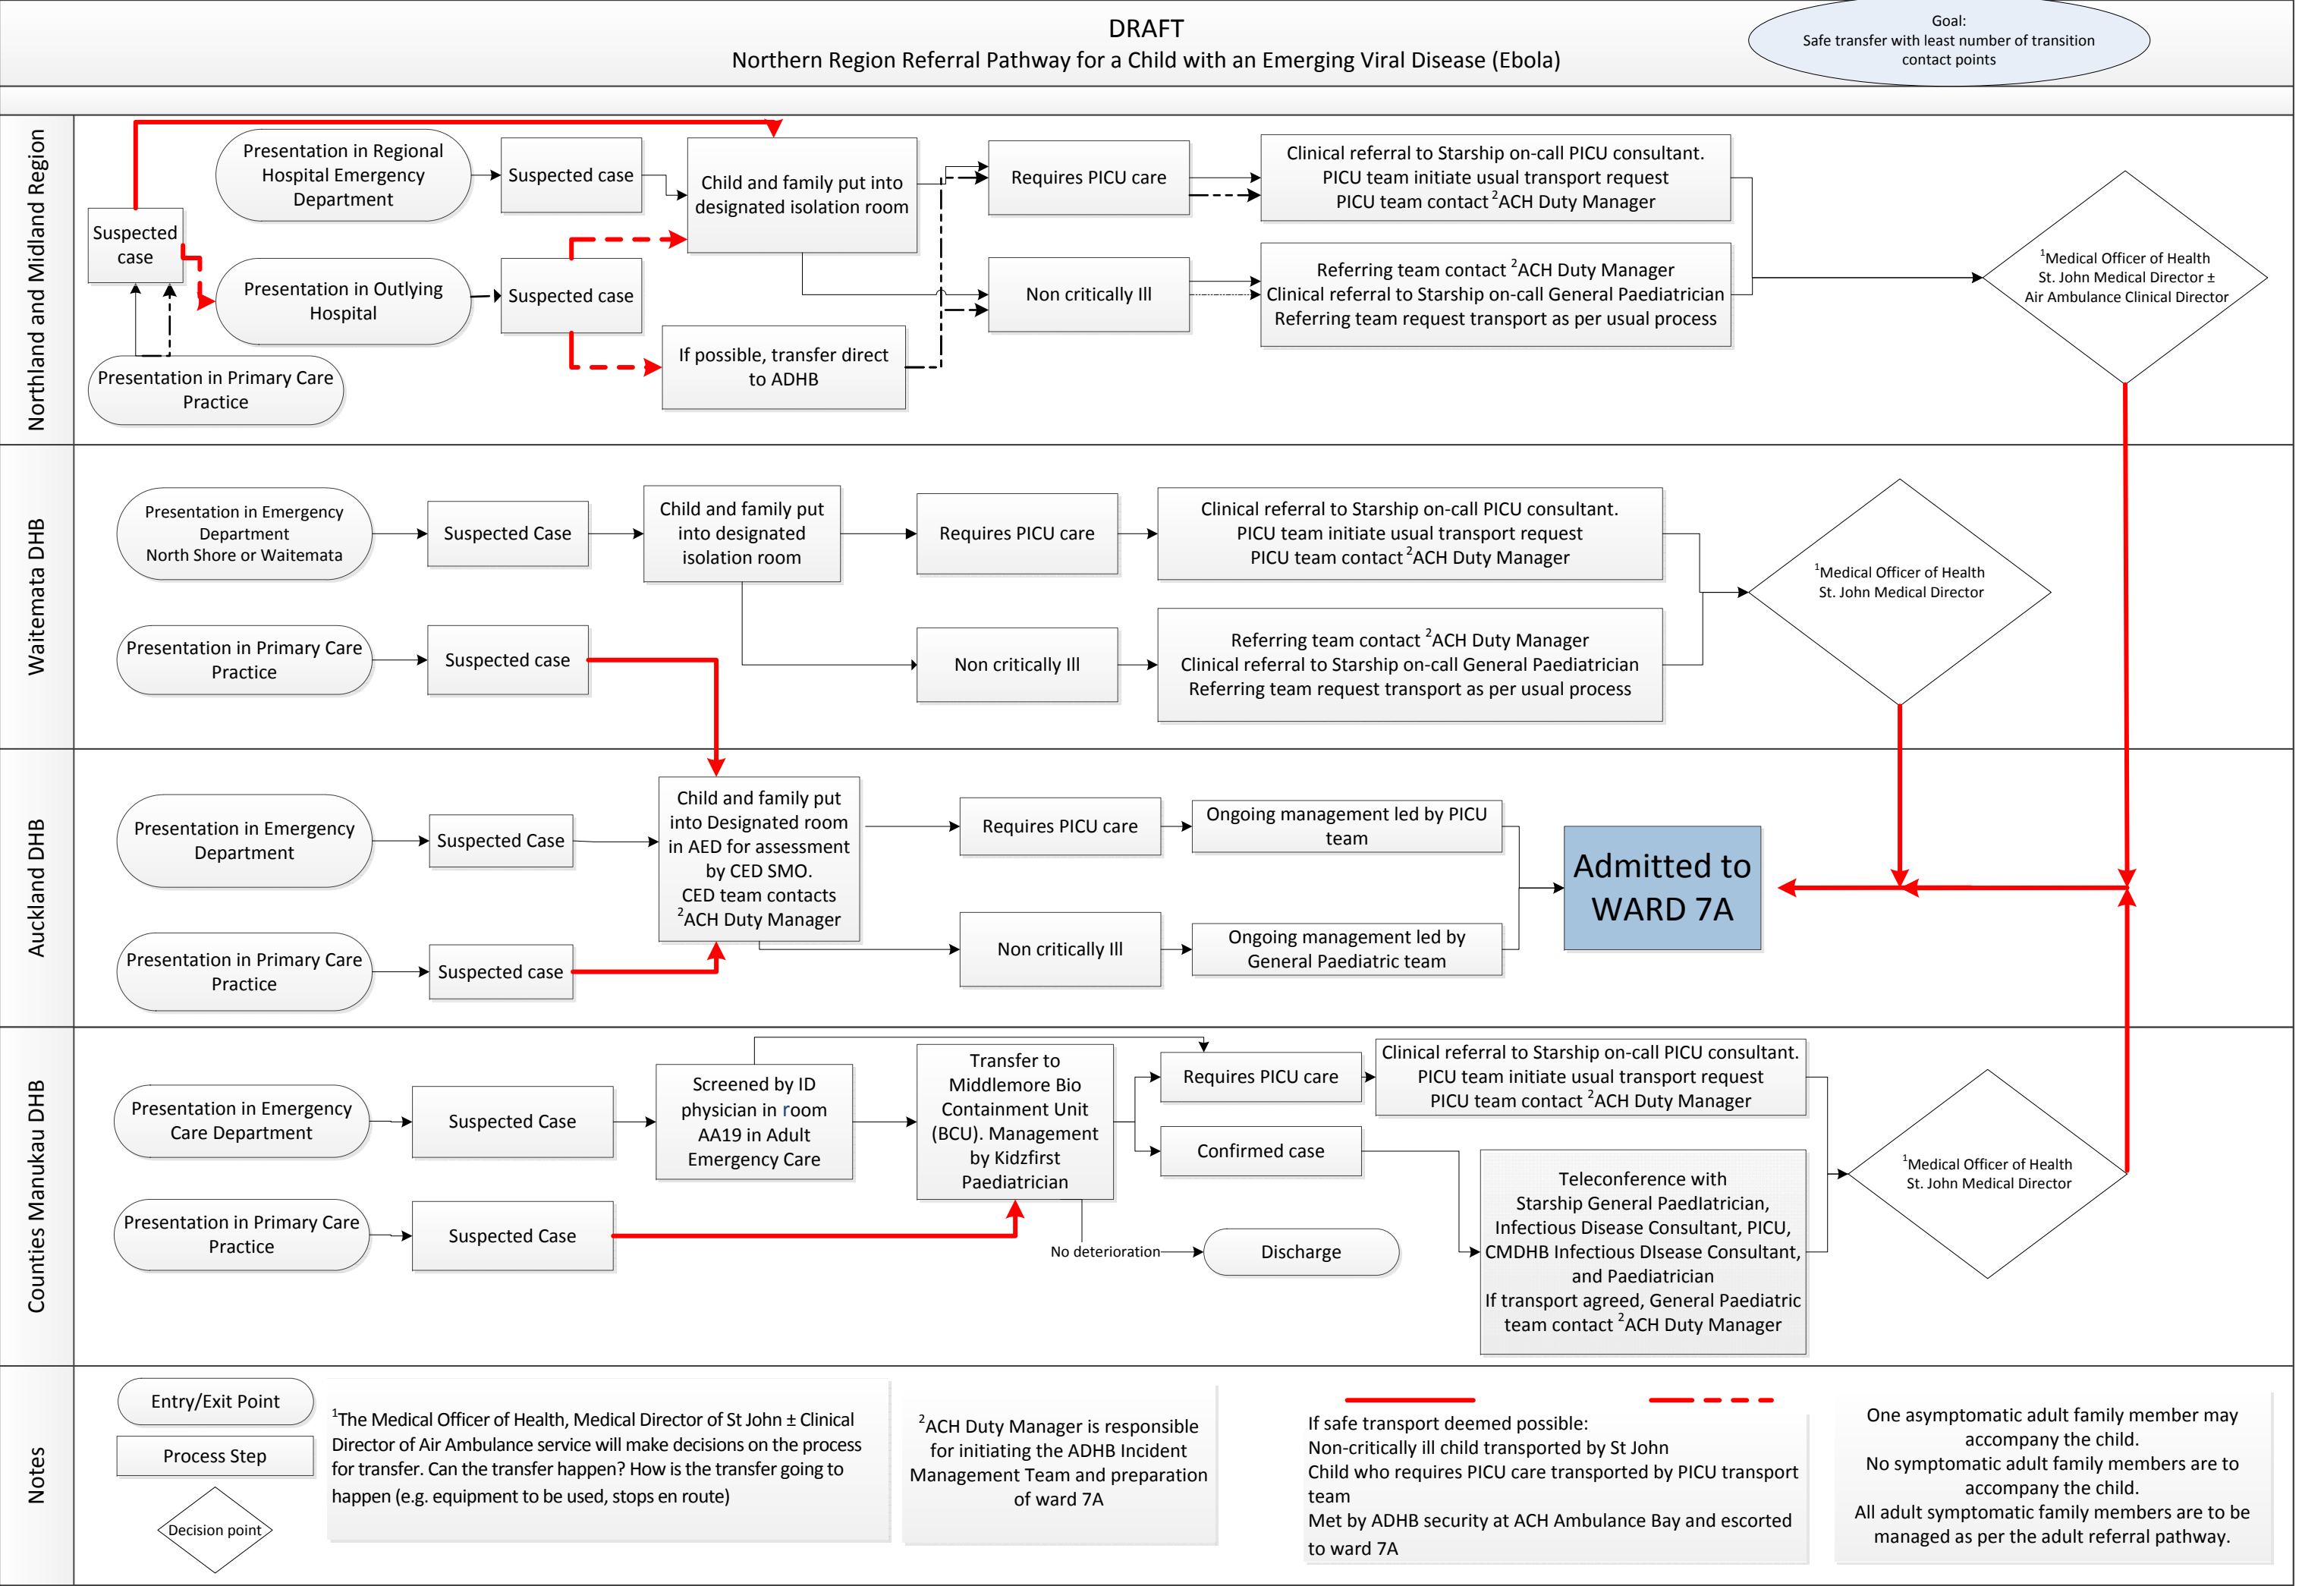 DRAFT
Northern Region Referral Pathway for a Child with an Emerging Viral Disease (Ebola)
Goal:
Safe transfer with least number of transition
contact points
Northland and Midland Region
Presentation in Regional
Hospital Emergency
Department
Suspected case
Child and family put into
designated isolation room
Requires PICU care
Clinical referral to Starship on-call PICU consultant.
PICU team initiate usual transport request
PICU team contact ²ACH Duty Manager
Suspected
case
Presentation in Outlying
Hospital
Suspected case
Non critically Ill
Referring team contact ²ACH Duty Manager
Clinical referral to Starship on-call General Paediatrician
Referring team request transport as per usual process
¹Medical Officer of Health
St. John Medical Director ±
Air Ambulance Clinical Director
If possible, transfer direct
to ADHB
Presentation in Primary Care
Practice
Waitemata DHB
Presentation in Emergency
Department
North Shore or Waitemata
Suspected Case
Child and family put
into designated
isolation room
Requires PICU care
Clinical referral to Starship on-call PICU consultant.
PICU team initiate usual transport request
PICU team contact ²ACH Duty Manager
¹Medical Officer of Health
St. John Medical Director
Presentation in Primary Care
Practice
Suspected case
Non critically Ill
Referring team contact ²ACH Duty Manager
Clinical referral to Starship on-call General Paediatrician
Referring team request transport as per usual process
Auckland DHB
Presentation in Emergency
Department
Suspected Case
Child and family put
into Designated room
in AED for assessment
by CED SMO.
CED team contacts
²ACH Duty Manager
Requires PICU care
Ongoing management led by PICU
team
Admitted to
WARD 7A
Presentation in Primary Care
Practice
Suspected case
Non critically Ill
Ongoing management led by
General Paediatric team
Counties Manukau DHB
Presentation in Emergency
Care Department
Suspected Case
Screened by ID
physician in room
AA19 in Adult
Emergency Care
Transfer to
Middlemore Bio
Containment Unit
(BCU). Management
by Kidzfirst
Paediatrician
Requires PICU care
Clinical referral to Starship on-call PICU consultant.
PICU team initiate usual transport request
PICU team contact ²ACH Duty Manager
Confirmed case
Teleconference with
Starship General PaedIatrician,
Infectious Disease Consultant, PICU,
CMDHB Infectious DIsease Consultant,
and Paediatrician
If transport agreed, General Paediatric
team contact ²ACH Duty Manager
¹Medical Officer of Health
St. John Medical Director
Presentation in Primary Care
Practice
Suspected Case
No deterioration
Discharge
Notes
Entry/Exit Point
Process Step
Decision point
¹The Medical Officer of Health, Medical Director of St John ± Clinical
Director of Air Ambulance service will make decisions on the process
for transfer. Can the transfer happen? How is the transfer going to
happen (e.g. equipment to be used, stops en route)
²ACH Duty Manager is responsible
for initiating the ADHB Incident
Management Team and preparation
of ward 7A
If safe transport deemed possible:
Non-critically ill child transported by St John
Child who requires PICU care transported by PICU transport
team
Met by ADHB security at ACH Ambulance Bay and escorted
to ward 7A
One asymptomatic adult family member may
accompany the child.
No symptomatic adult family members are to
accompany the child.
All adult symptomatic family members are to be
managed as per the adult referral pathway.